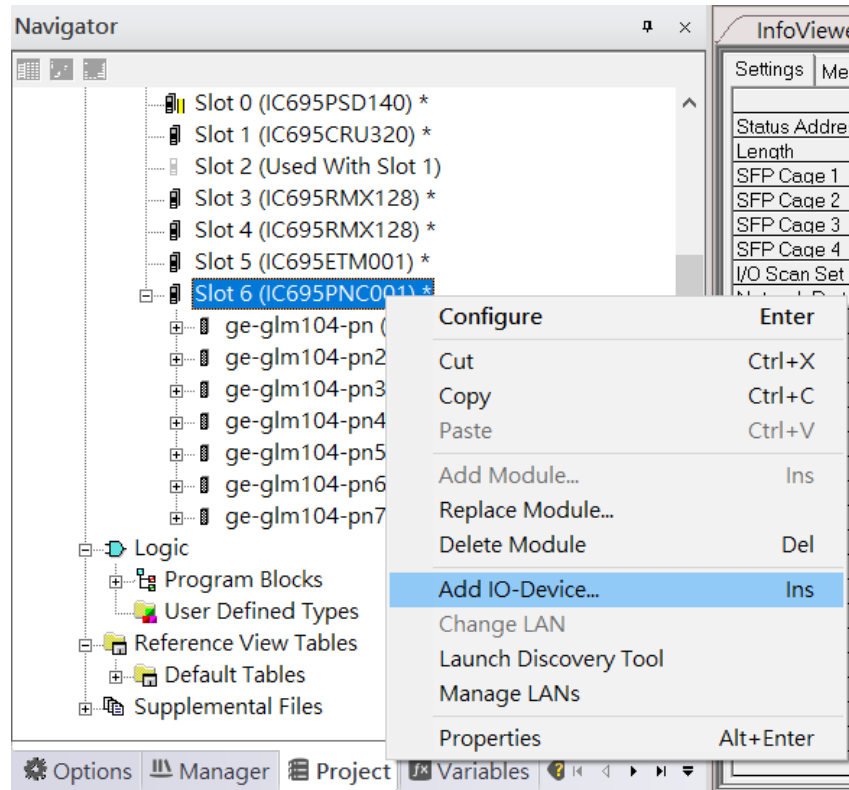 Navigator
InfoViewe
Settings
Me
Slot 0 (IC695PSD140) *
Slot 1 (IC695CRU320) *
Slot 2 (Used With Slot 1)
Slot 3 (IC695RMX128) *
Slot 4 (IC695RMX128) *
Slot 5 (IC695ETM001) *
Slot 6 (IC695PNC001) *
ge-glm104-pn (
ge-glm104-pn2
ge-glm104-pn3
ge-glm104-pn4
ge-glm104-pn5
ge-glm104-pn6
ge-glm104-pn7
Logic
Program Blocks
User Defined Types
Reference View Tables
Default Tables
Supplemental Files
Status Addre
Length
SFP Cage 1
SFP Cage 2
SFP Cage 3
SFP Cage 4
I/O Scan Set
Configure Enter
Cut Ctrl+X
Copy Ctrl+C
Paste Ctrl+V
Add Module... Ins
Replace Module...
Delete Module Del
Add IO-Device... Ins
Change LAN
Launch Discovery Tool
Manage LANs
Properties Alt+Enter
Options Manager Project Variables